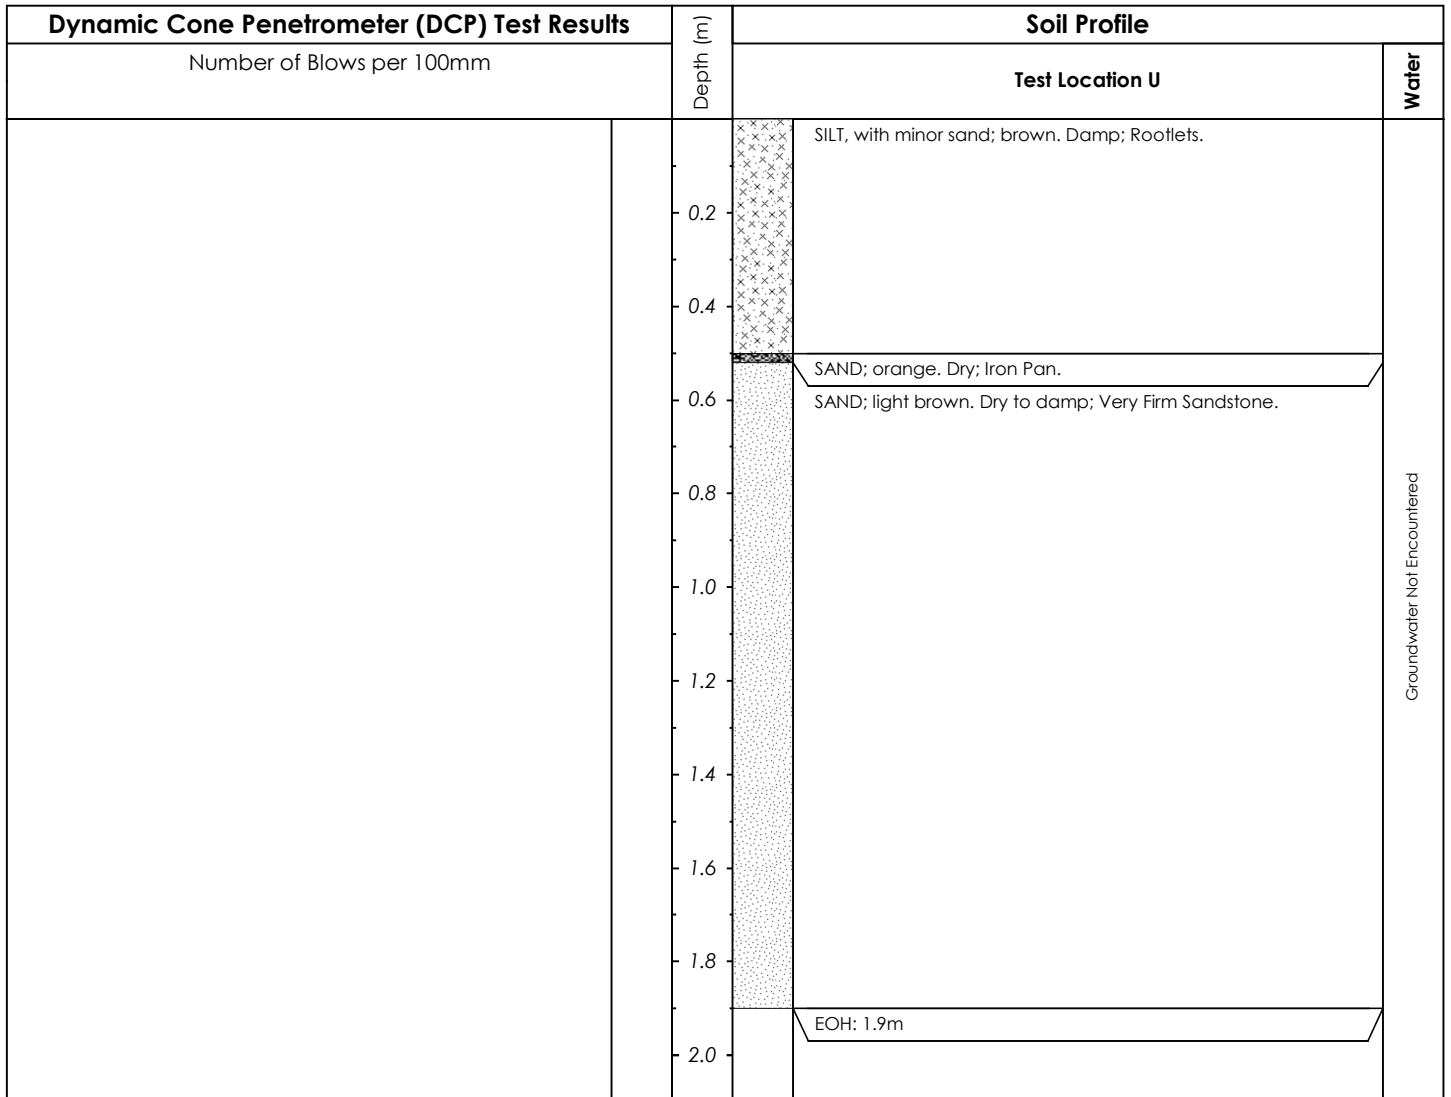 Dynamic Cone Penetrometer (DCP) Test Results
Number of Blows per 100mm
Depth (m)
Soil Profile
Test Location U
Water
SILT, with minor sand; brown. Damp; Rootlets.
0.2
0.4
SAND; orange. Dry; Iron Pan.
0.6
SAND; light brown. Dry to damp; Very Firm Sandstone.
0.8
1.0
1.2
1.4
1.6
1.8
Groundwater Not Encountered
EOH: 1.9m
2.0